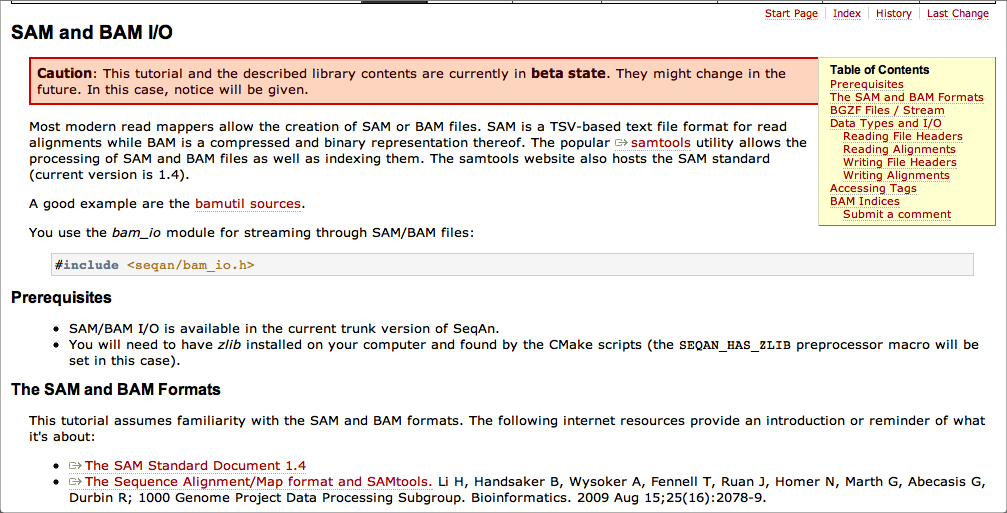 Start Page Index History Last Change
SAM and BAM I/O
Caution: This tutorial and the described library contents are currently in beta state. They might change in the
future. In this case, notice will be given.
Table of Contents
Prerequisites
The SAM and BAM Formats
BGZF Files / Stream
Data Types and I/O
Reading File Headers
Reading Alignments
Writing File Headers
Writing Alignments
Accessing Tags
BAM Indices
Submit a comment
Most modern read mappers allow the creation of SAM or BAM files. SAM is a TSV-based text file format for read
alignments while BAM is a compressed and binary representation thereof. The popular samtools utility allows the
processing of SAM and BAM files as well as indexing them. The samtools website also hosts the SAM standard
(current version is 1.4).
A good example are the bamutil sources.
You use the bam_io module for streaming through SAM/BAM files:
#include <seqan/bam_io.h>
Prerequisites
• SAM/BAM I/O is available in the current trunk version of SeqAn.
• You will need to have zlib installed on your computer and found by the CMake scripts (the SEQAN_HAS_ZLIB preprocessor macro will be
set in this case).
The SAM and BAM Formats
This tutorial assumes familiarity with the SAM and BAM formats. The following internet resources provide an introduction or reminder of what
it's about:
• The SAM Standard Document 1.4
• The Sequence Alignment/Map format and SAMtools. Li H, Handsaker B, Wysoker A, Fennell T, Ruan J, Homer N, Marth G, Abecasis G,
Durbin R; 1000 Genome Project Data Processing Subgroup. Bioinformatics. 2009 Aug 15;25(16):2078-9.